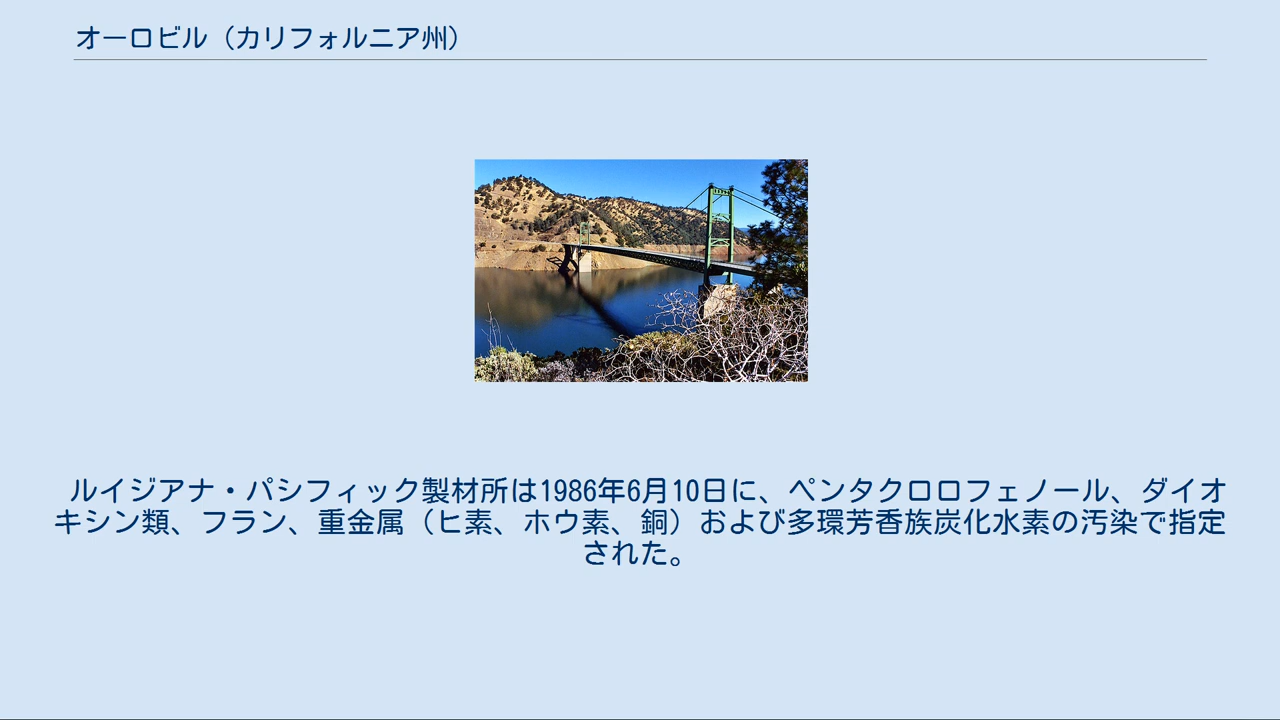 オーロビル（カリフォルニア州）
ルイジアナ・パシフィック製材所は1986年6月10日に、ペンタクロロフェノール、ダイオ
キシン類、フラン、重金属（ヒ素、ホウ素、銅）および多環芳香族炭化水素の汚染で指定
された。